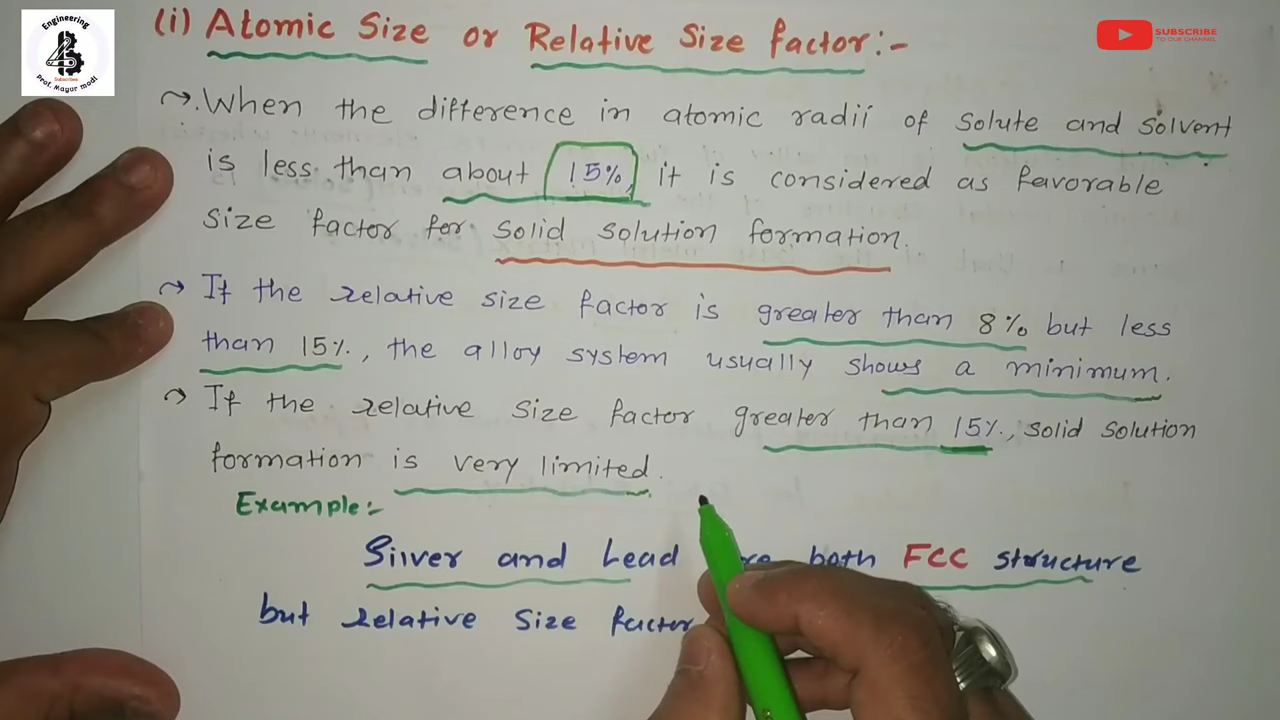 Engineering
Subscribes
Prof. Mayur modi
SUBSCRIBE
TO OUR CHANNEL
(i) Atomic Size or Relative Size factor:-
When the difference in atomic radii of solute and solvent
is less than about 15%, it is considered as favorable
size factor for solid solution formation.
If the relative size factor is greater than 8% but less
than 15%., the alloy system usually shows a minimum.
If the relative size factor greater than 15%., solid solution
formation is very limited.
Example:-
Silver and Lead both FCC structure
but relative size factor